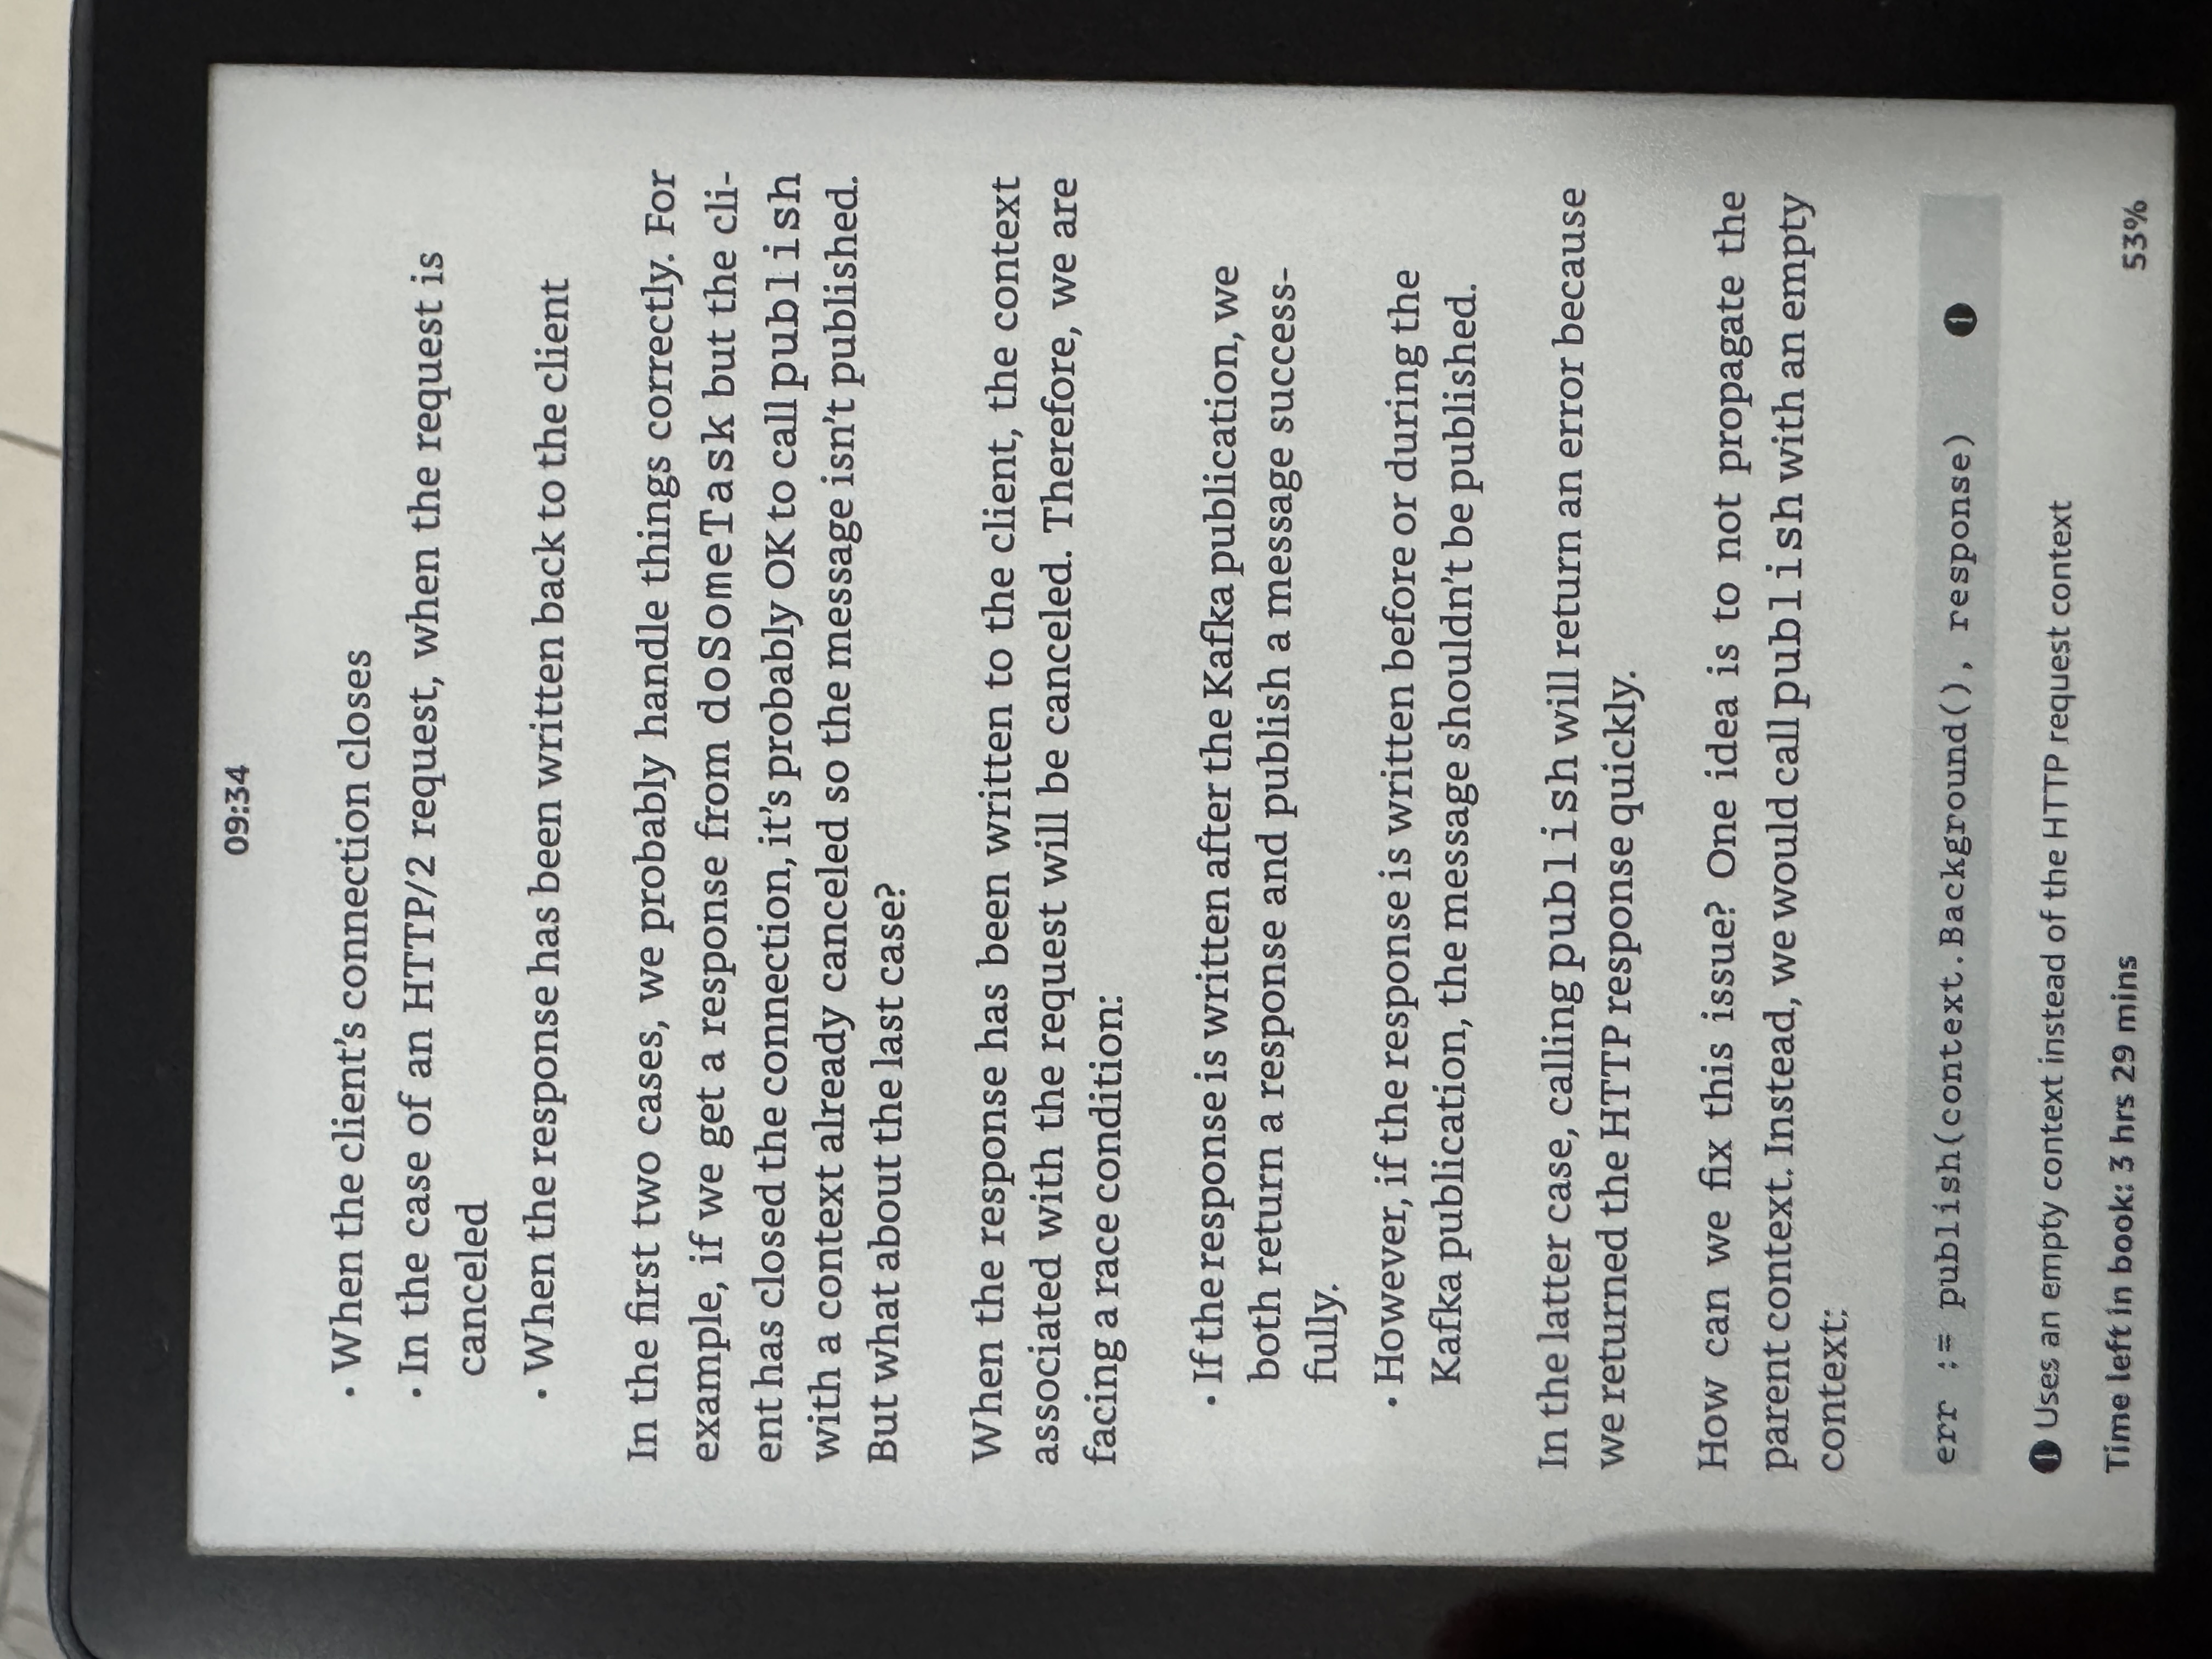 09:34
• When the client's connection closes
• In the case of an HTTP/2 request, when the request is
canceled
• When the response has been written back to the client
In the first two cases, we probably handle things correctly. For
example, if we get a response from doSomeTask but the cli-
ent has closed the connection, it's probably OK to call publish
with a context already canceled so the message isn't published.
But what about the last case?
When the response has been written to the client, the context
associated with the request will be canceled. Therefore, we are
facing a race condition:
• If the response is written after the Kafka publication, we
both return a response and publish a message success-
fully.
• However, if the response is written before or during the
Kafka publication, the message shouldn't be published.
In the latter case, calling publish will return an error because
we returned the HTTP response quickly.
How can we fix this issue? One idea is to not propagate the
parent context. Instead, we would call publish with an empty
context:
err := publish(context.Background(), response) ❶
❶ Uses an empty context instead of the HTTP request context
Time left in book: 3 hrs 29 mins 53%